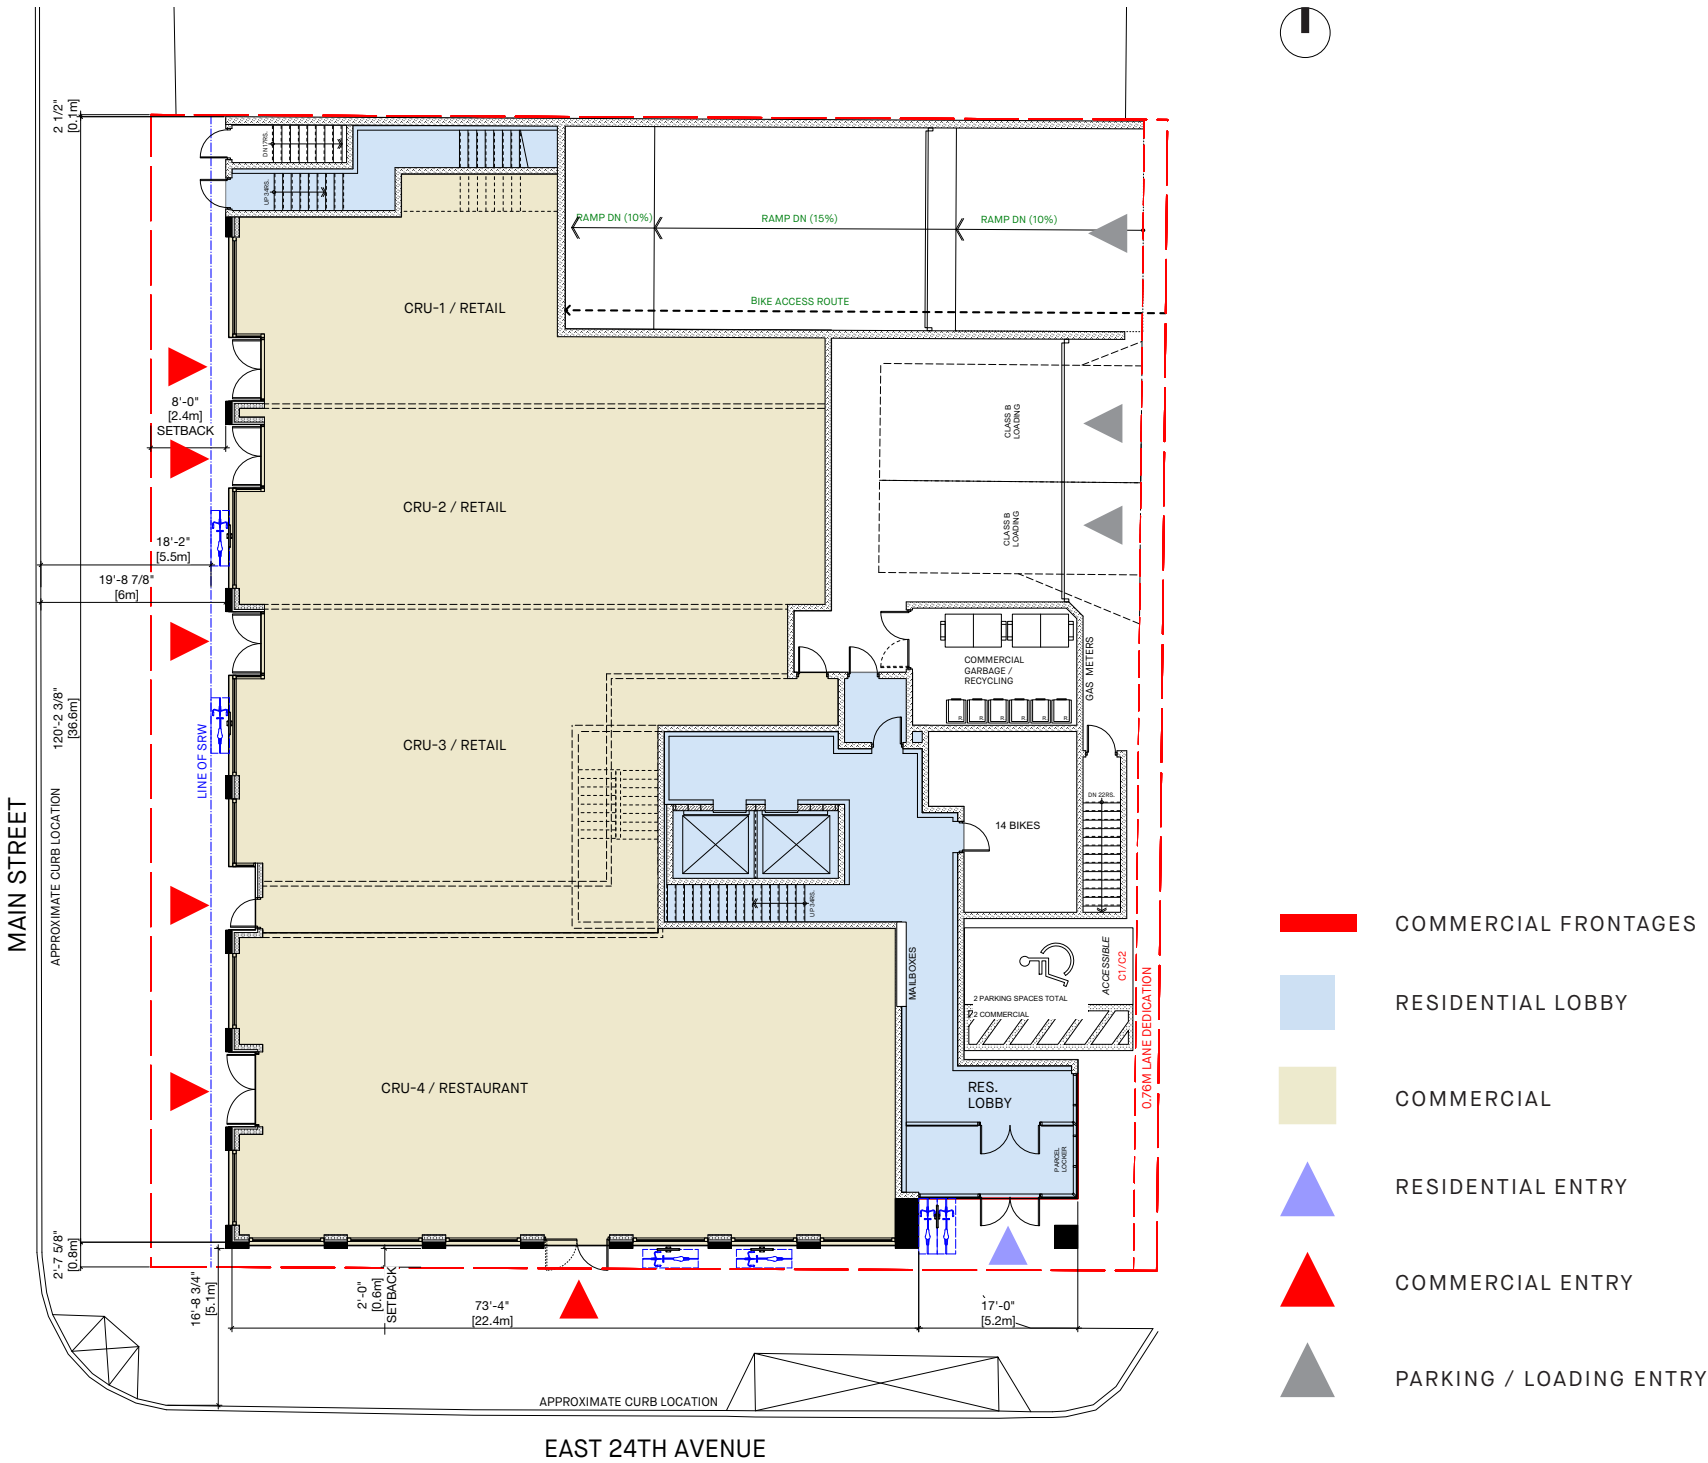 2 1/2"
[0.1m]
DN 17RS.
UP 34RS.
RAMP DN (10%)
RAMP DN (15%)
RAMP DN (10%)
BIKE ACCESS ROUTE
CRU-1 / RETAIL
8'-0"
[2.4m]
SETBACK
CLASS B
LOADING
CRU-2 / RETAIL
CLASS B
LOADING
18'-2"
[5.5m]
19'-8 7/8"
[6m]
COMMERCIAL
GARBAGE /
RECYCLING
GAS METERS
120'-2 3/8"
[36.6m]
LINE OF SRW
CRU-3 / RETAIL
R R R R R R
DN 22RS.
14 BIKES
MAIN STREET
APPROXIMATE CURB LOCATION
UP 34RS.
MAILBOXES
ACCESSIBLE
C1/C2
2 PARKING SPACES TOTAL
2 COMMERCIAL
0.76M LANE DEDICATION
CRU-4 / RESTAURANT
RES.
LOBBY
PARCEL
LOCKER
2'-7 5/8"
[0.8m]
16'-8 3/4"
[5.1m]
2'-0"
[0.6m]
SETBACK
73'-4"
[22.4m]
17'-0"
[5.2m]
APPROXIMATE CURB LOCATION
EAST 24TH AVENUE
COMMERCIAL FRONTAGES
RESIDENTIAL LOBBY
COMMERCIAL
RESIDENTIAL ENTRY
COMMERCIAL ENTRY
PARKING / LOADING ENTRY